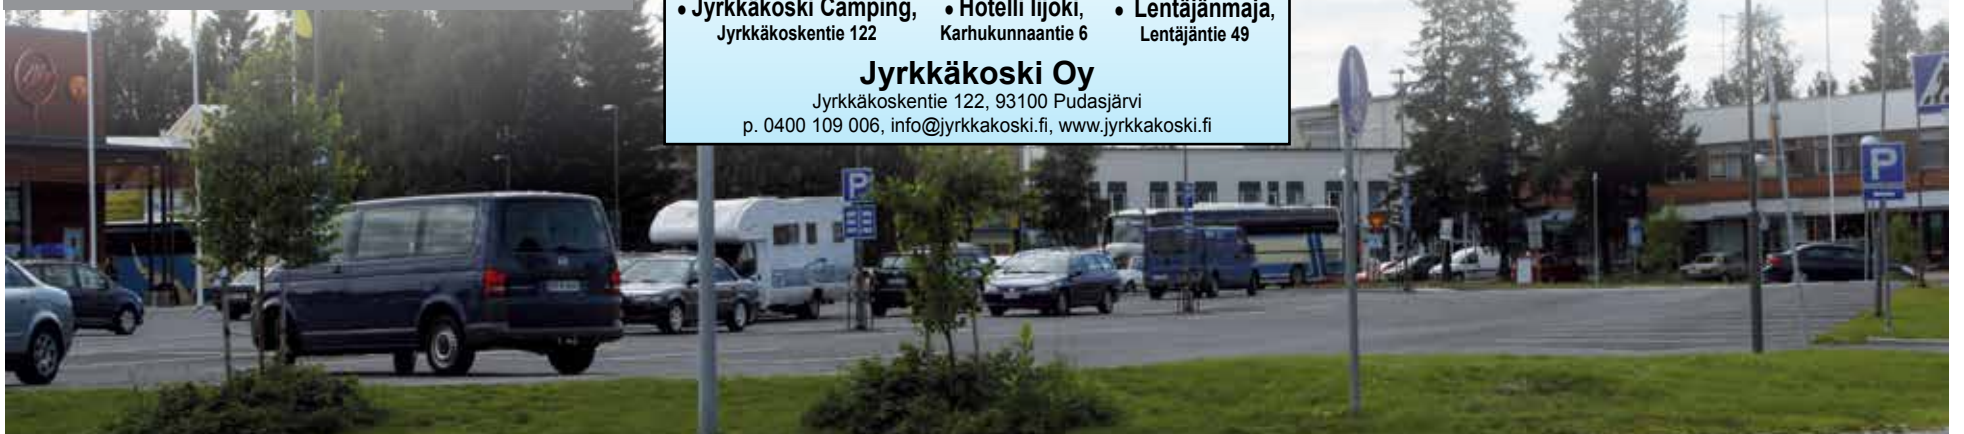 • Jyrkkäkoski Camping, • Hotelli Iijoki, • Lentäjänmaja,
Jyrkkäkoskentie 122 Karhukunnaantie 6 Lentäjäntie 49
Jyrkkäkoski Oy
Jyrkkäkoskentie 122, 93100 Pudasjärvi
p. 0400 109 006, info@jyrkkakoski.fi, www.jyrkkakoski.fi
P
P